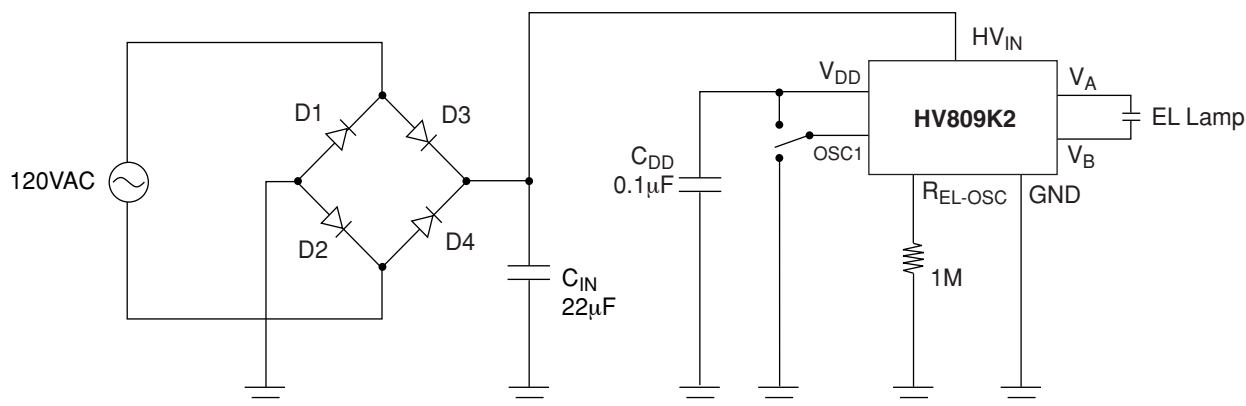 120VAC
D1
D3
D2
D4
C_IN
22μF
C_DD
0.1μF
HV_IN
V_DD
OSC1
HV809K2
V_A
V_B
EL Lamp
R_EL-OSC
GND
1M